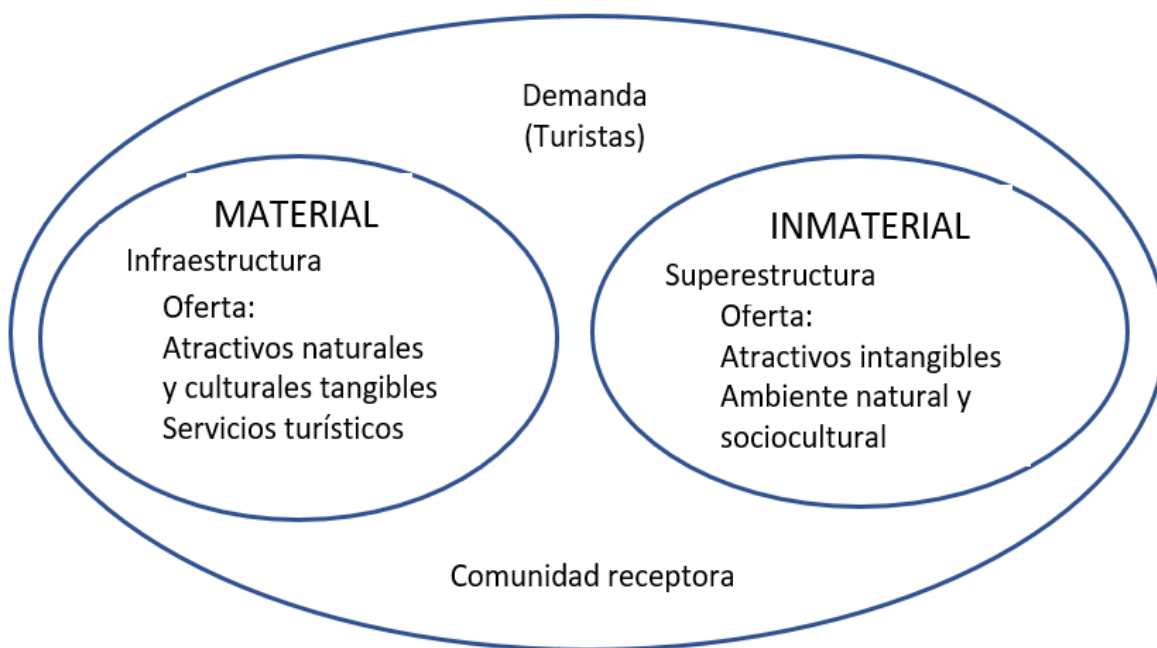 Demanda
(Turistas)
MATERIAL
Infraestructura
Oferta:
Atractivos naturales
y culturales tangibles
Servicios turísticos
INMATERIAL
Superestructura
Oferta:
Atractivos intangibles
Ambiente natural y
sociocultural
Comunidad receptora